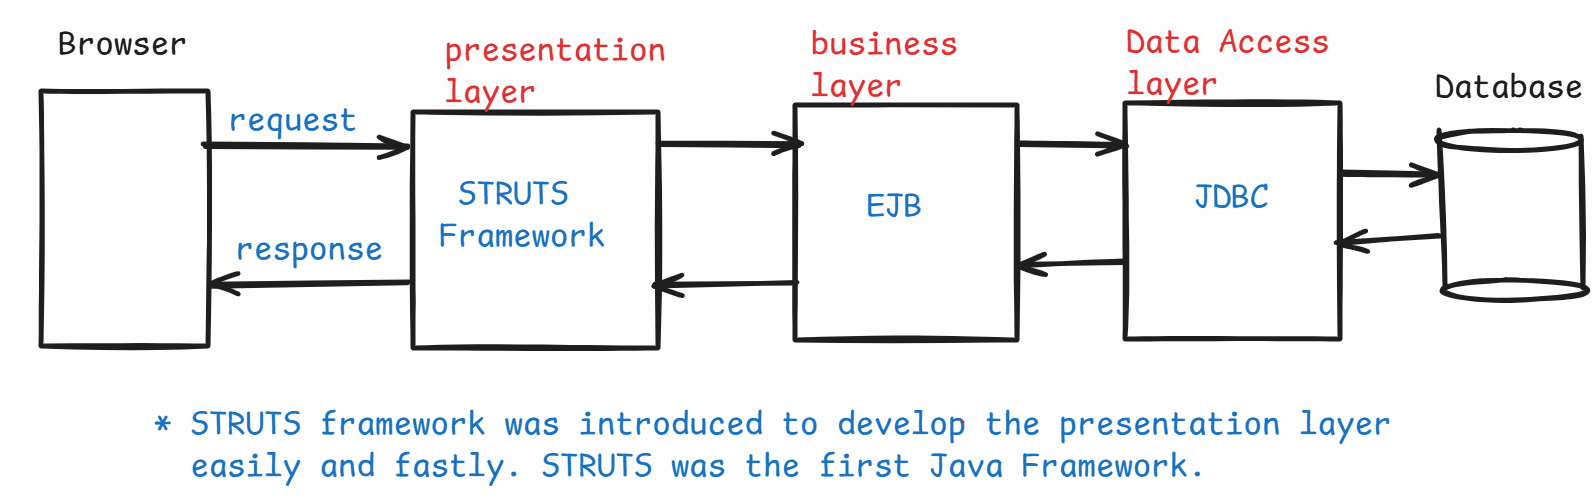 Browser
presentation
layer
business
layer
Data Access
layer
Database
request
response
STRUTS
Framework
EJB
JDBC
* STRUTS framework was introduced to develop the presentation layer
easily and fastly. STRUTS was the first Java Framework.